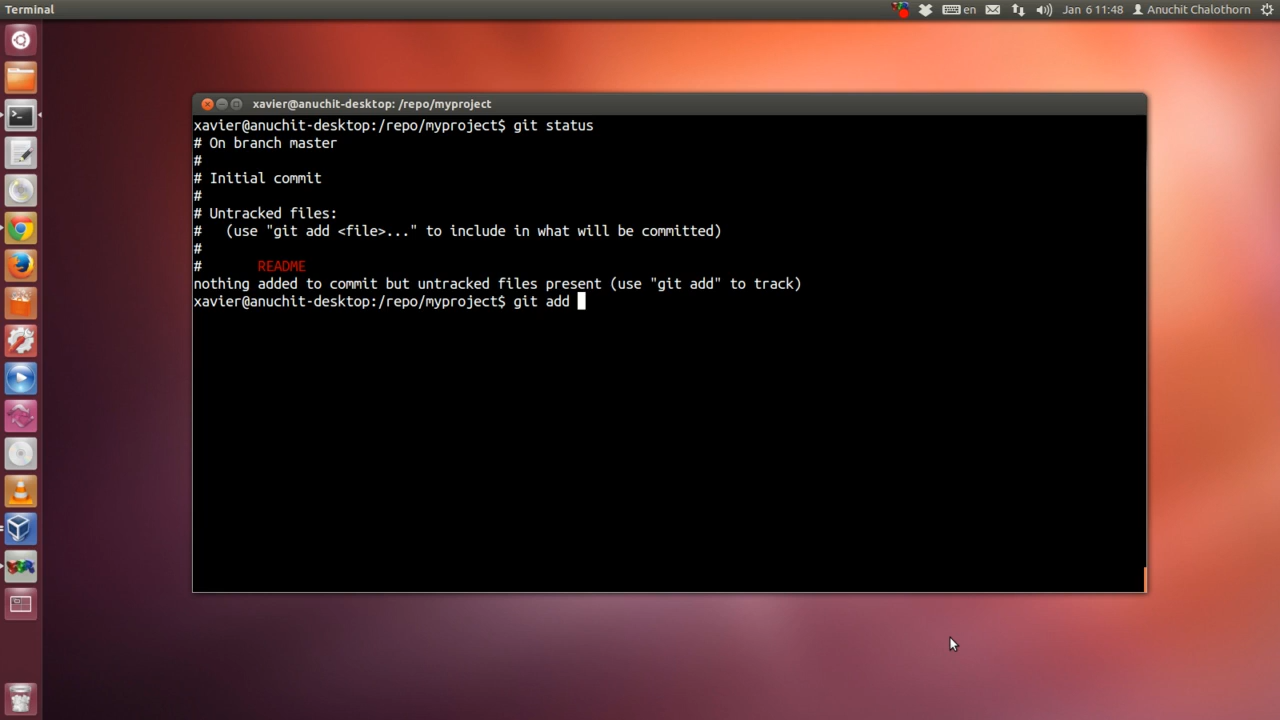 Terminal
en
Jan 6 11:48
Anuchit Chalothorn
xavier@anuchit-desktop: /repo/myproject
xavier@anuchit-desktop:/repo/myproject$ git status
# On branch master
#
# Initial commit
#
# Untracked files:
#   (use "git add <file>..." to include in what will be committed)
#
#       README
nothing added to commit but untracked files present (use "git add" to track)
xavier@anuchit-desktop:/repo/myproject$ git add